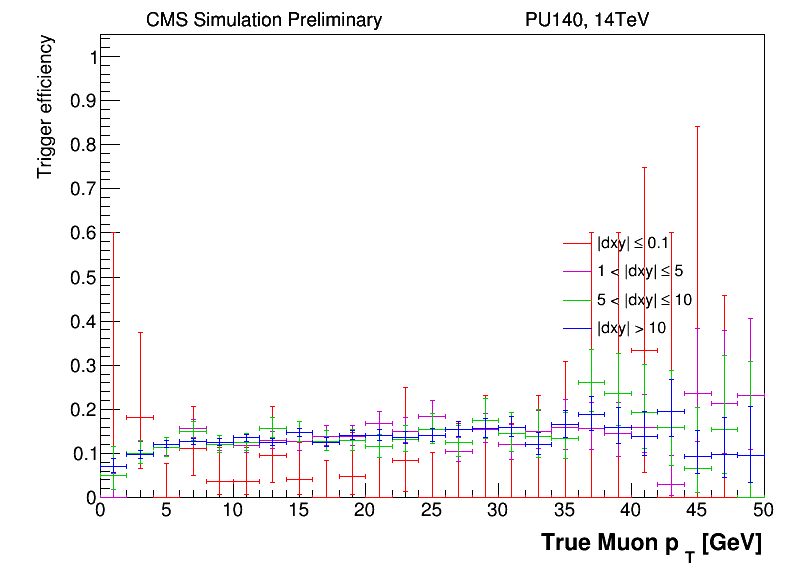 CMS Simulation Preliminary PU140, 14TeV
Trigger efficiency
1
0.9
0.8
0.7
0.6
0.5
0.4
0.3
0.2
0.1
0
|dxy| ≤ 0.1
1 < |dxy| ≤ 5
5 < |dxy| ≤ 10
|dxy| > 10
0 5 10 15 20 25 30 35 40 45 50
True Muon p T [GeV]